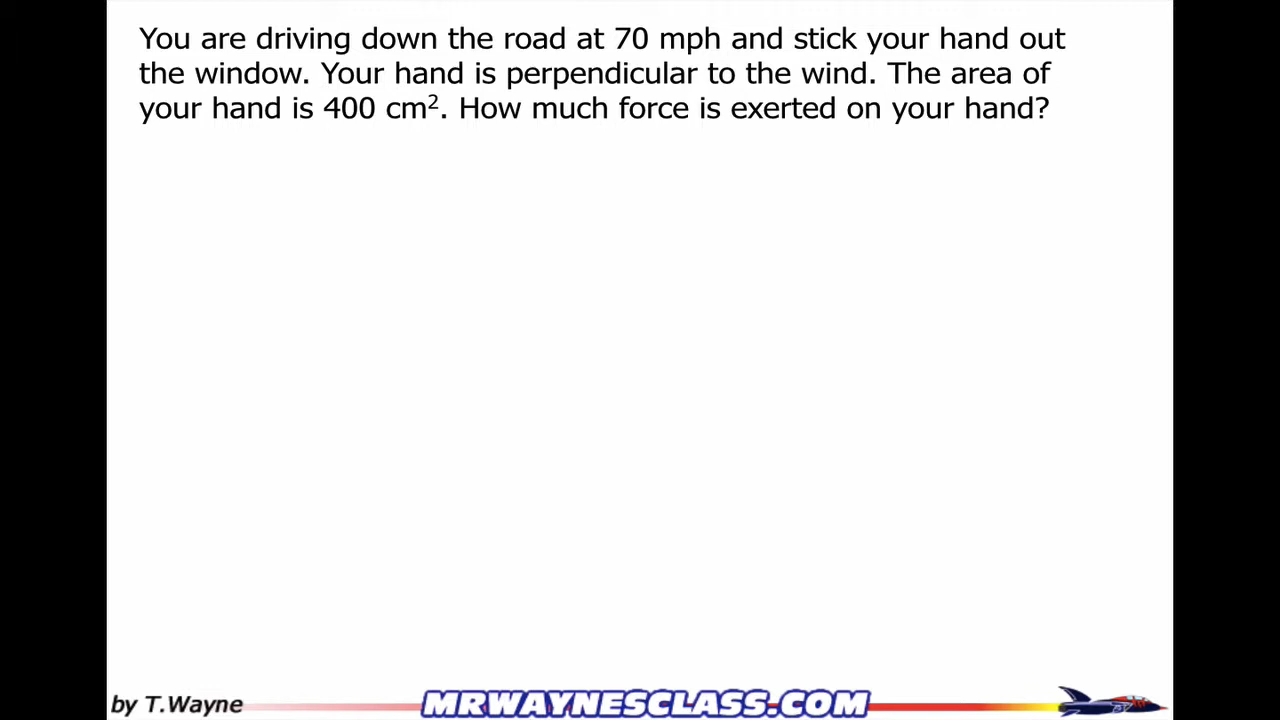 You are driving down the road at 70 mph and stick your hand out
the window. Your hand is perpendicular to the wind. The area of
your hand is 400 cm². How much force is exerted on your hand?
by T.Wayne
MRWAYNESCLASS.COM